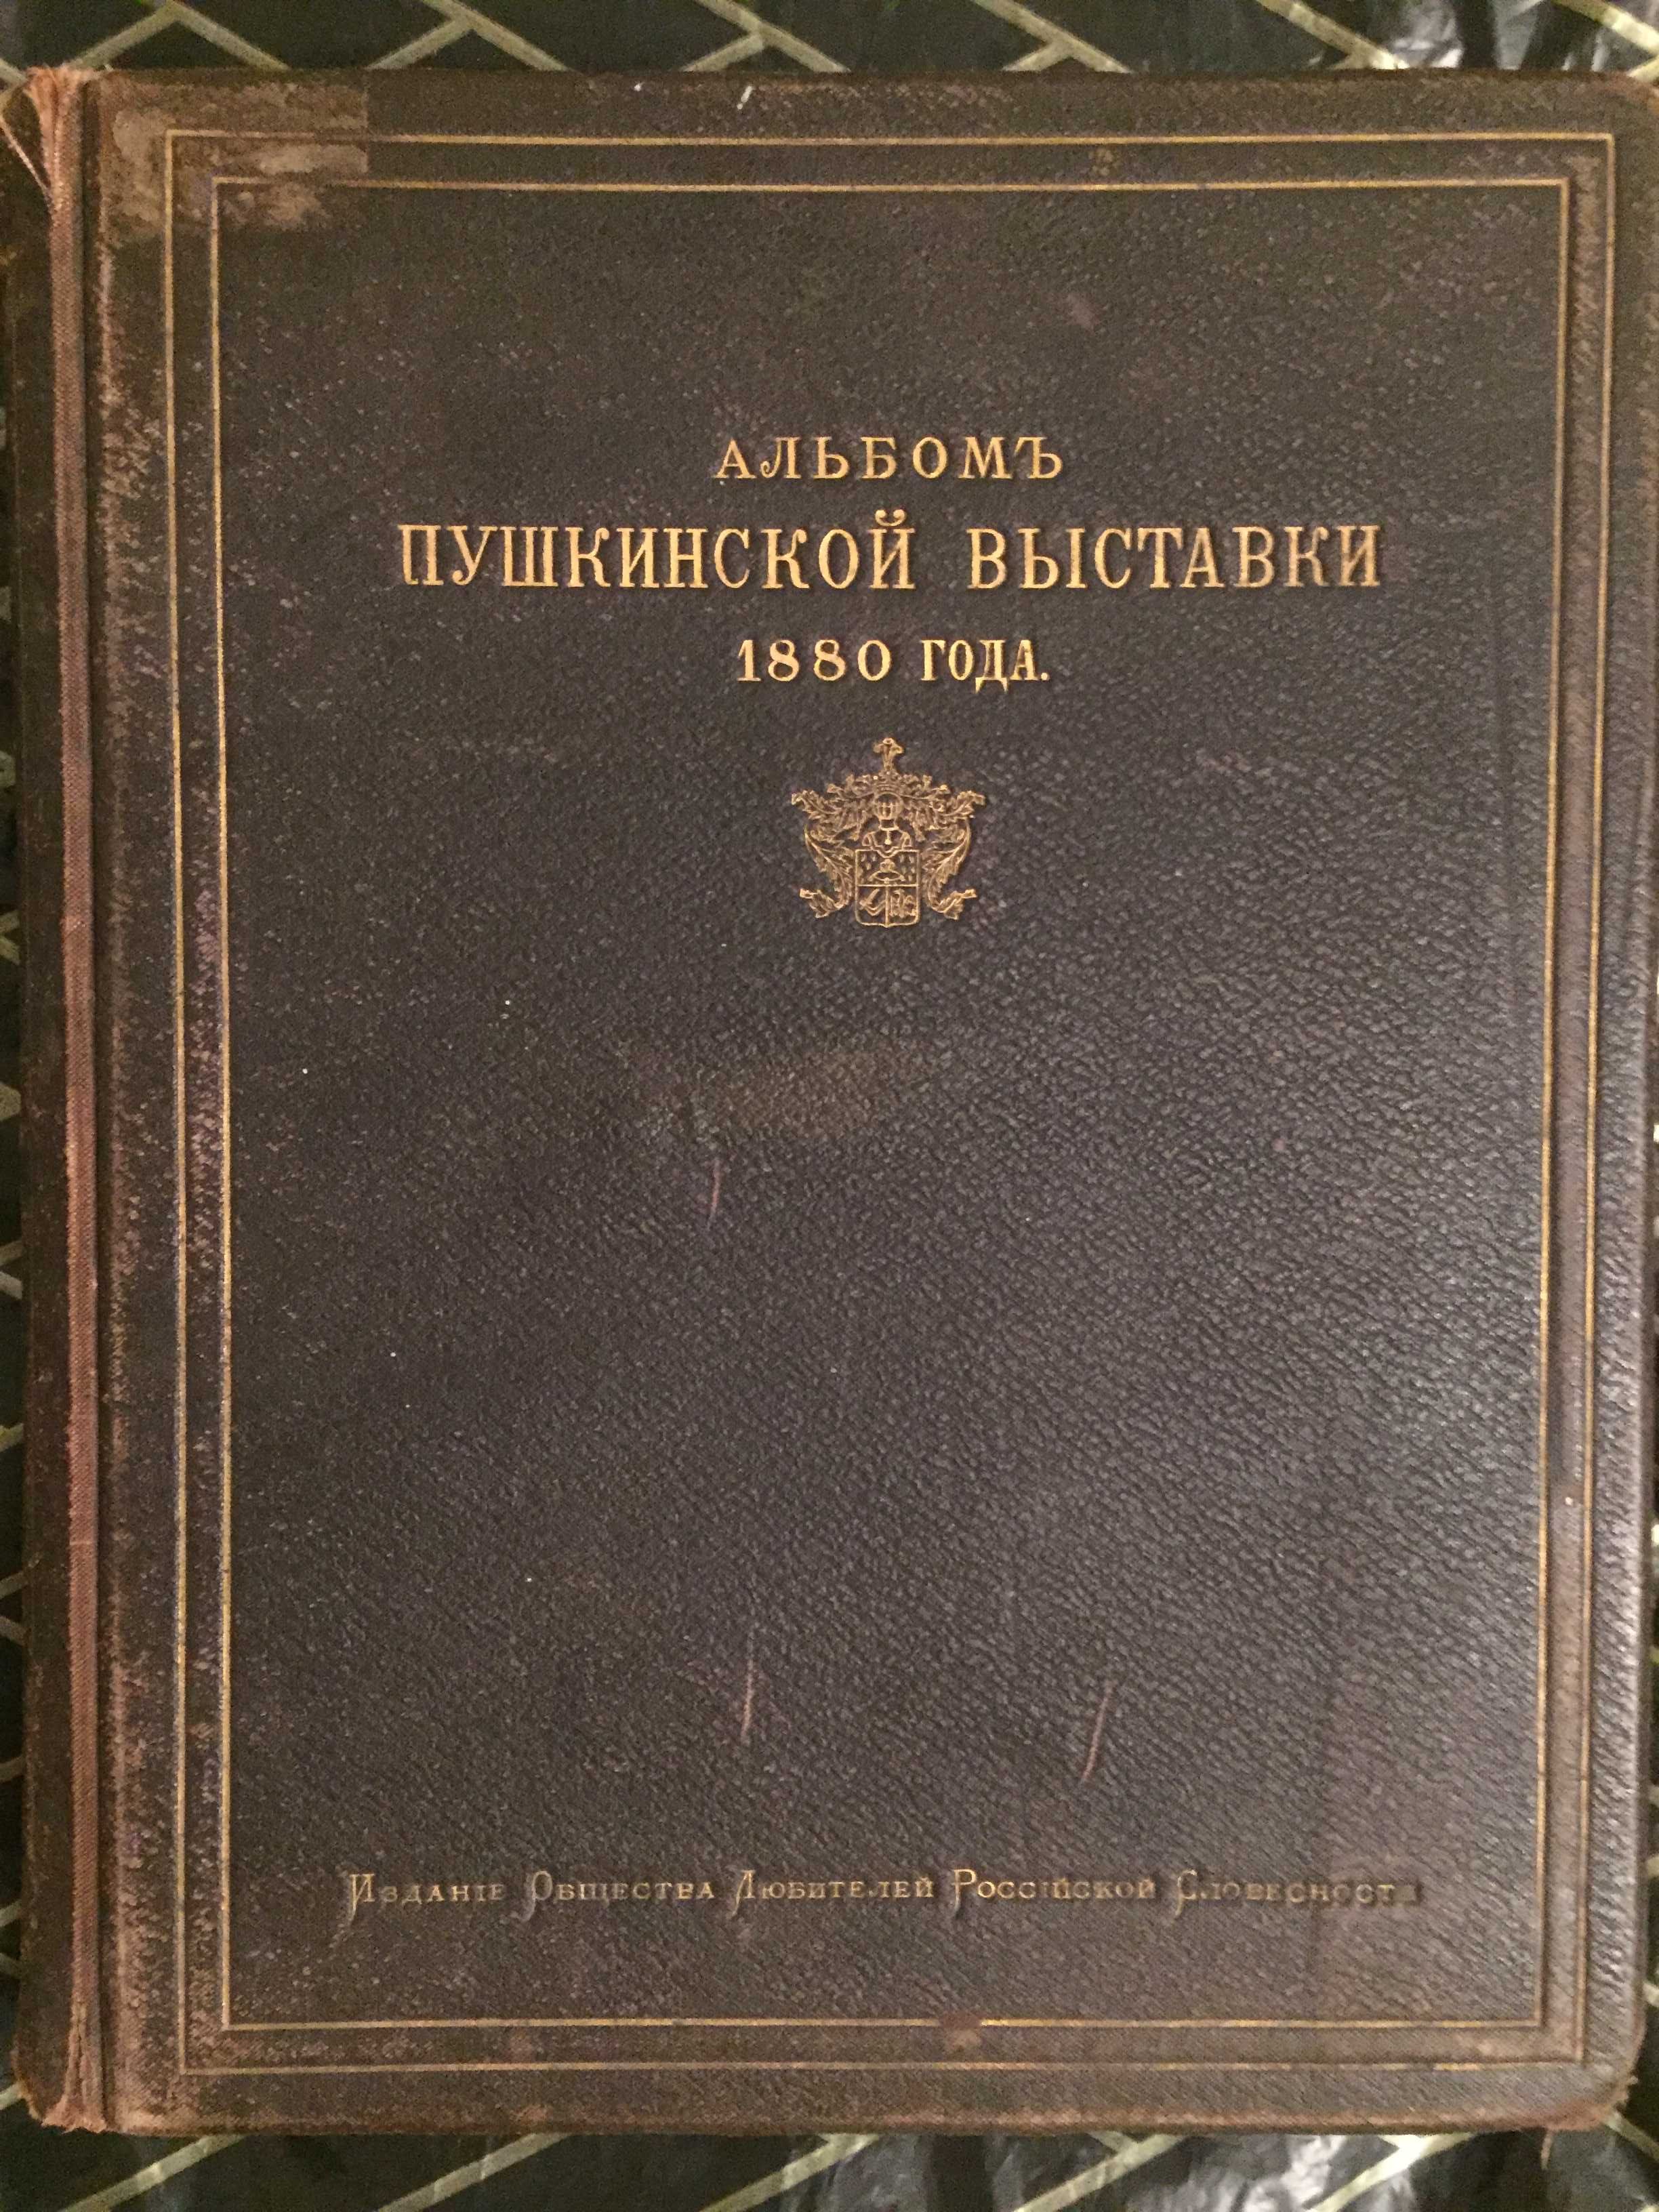 АЛЬБОМЪ
ПУШКИНСКОЙ ВЫСТАВКИ
1880 ГОДА.
Изданіе Общества Любителей Россійской Словесности